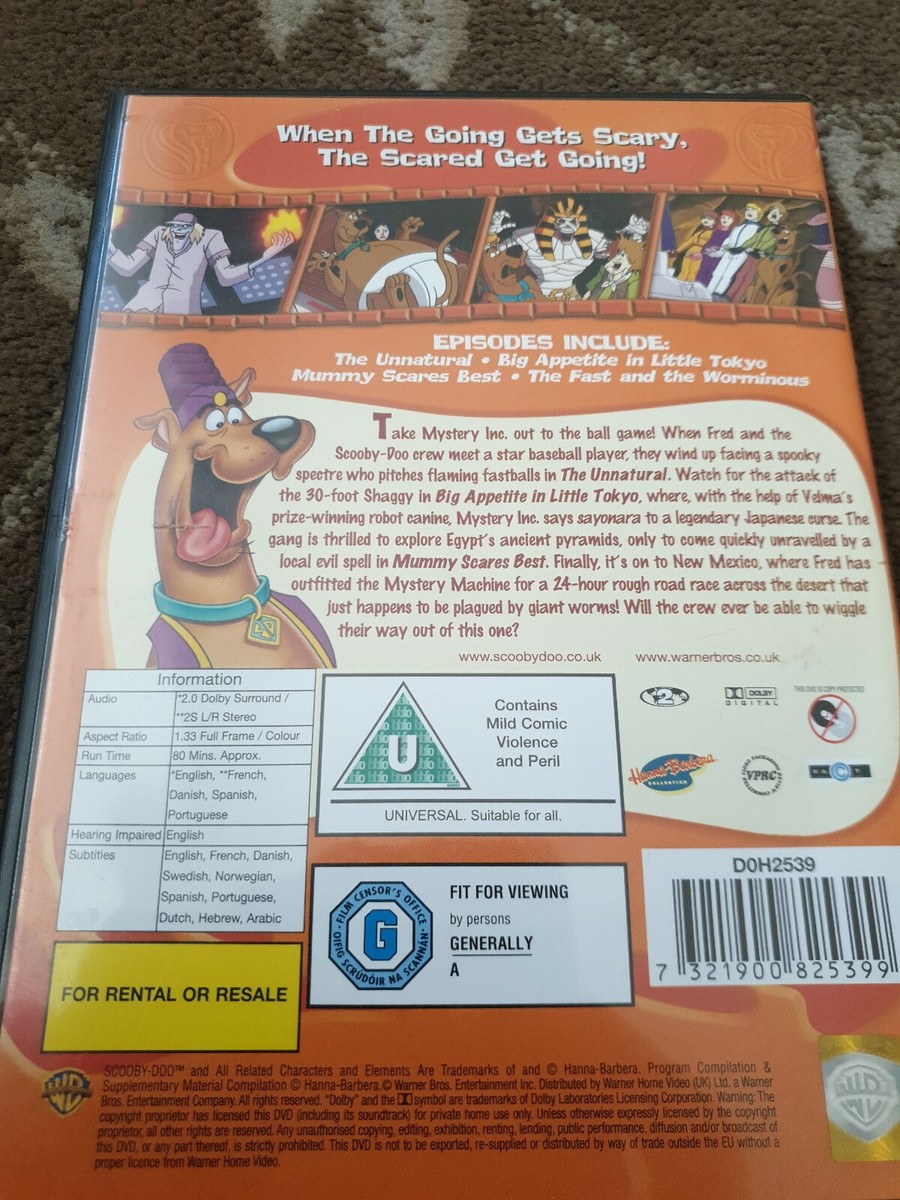 When The Going Gets Scary,
The Scared Get Going!
EPISODES INCLUDE:
The Unnatural • Big Appetite in Little Tokyo
Mummy Scares Best • The Fast and the Worminous
Take Mystery Inc. out to the ball game! When Fred and the
Scooby-Doo crew meet a star baseball player, they wind up facing a spooky
spectre who pitches flaming fastballs in The Unnatural. Watch for the attack of
the 30-foot Shaggy in Big Appetite in Little Tokyo, where, with the help of Velma's
prize-winning robot canine, Mystery Inc. says sayonara to a legendary Japanese curse. The
gang is thrilled to explore Egypt's ancient pyramids, only to come quickly unravelled by a
local evil spell in Mummy Scares Best. Finally, it's on to New Mexico, where Fred has
outfitted the Mystery Machine for a 24-hour rough road race across the desert that
just happens to be plagued by giant worms! Will the crew ever be able to wiggle
their way out of this one?
www.scoobydoo.co.uk www.warnerbros.co.uk
Information
Audio *2.0 Dolby Surround /
**2S L/R Stereo
Aspect Ratio 1.33 Full Frame / Colour
Run Time 80 Mins. Approx.
Languages *English, **French,
Danish, Spanish,
Portuguese
Hearing Impaired English
Subtitles English, French, Danish,
Swedish, Norwegian,
Spanish, Portuguese,
Dutch, Hebrew, Arabic
FOR RENTAL OR RESALE
U
Contains
Mild Comic
Violence
and Peril
UNIVERSAL. Suitable for all.
2
DOLBY
DIGITAL
THIS DVD IS COPY PROTECTED
Hanna-Barbera
COLLECTION
VPRC
FILM CENSOR'S OFFICE
OIFIG SCRÚDÓIR NA SCANNÁN
G
FIT FOR VIEWING
by persons
GENERALLY
A
D0H2539
7 321900 825399
SCOOBY-DOO™ and All Related Characters and Elements Are Trademarks of and © Hanna-Barbera. Program Compilation &
Supplementary Material Compilation © Hanna-Barbera.© Warner Bros. Entertainment Inc. Distributed by Warner Home Video (UK) Ltd. a Warner
Bros. Entertainment Company. All rights reserved. "Dolby" and the symbol are trademarks of Dolby Laboratories Licensing Corporation. Warning: The
copyright proprietor has licensed this DVD (including its soundtrack) for private home use only. Unless otherwise expressly licensed by the copyright
proprietor, all other rights are reserved. Any unauthorised copying, editing, exhibition, renting, lending, public performance, diffusion and/or broadcast of
this DVD, or any part thereof, is strictly prohibited. This DVD is not to be exported, re-supplied or distributed by way of trade outside the EU without a
proper licence from Warner Home Video.